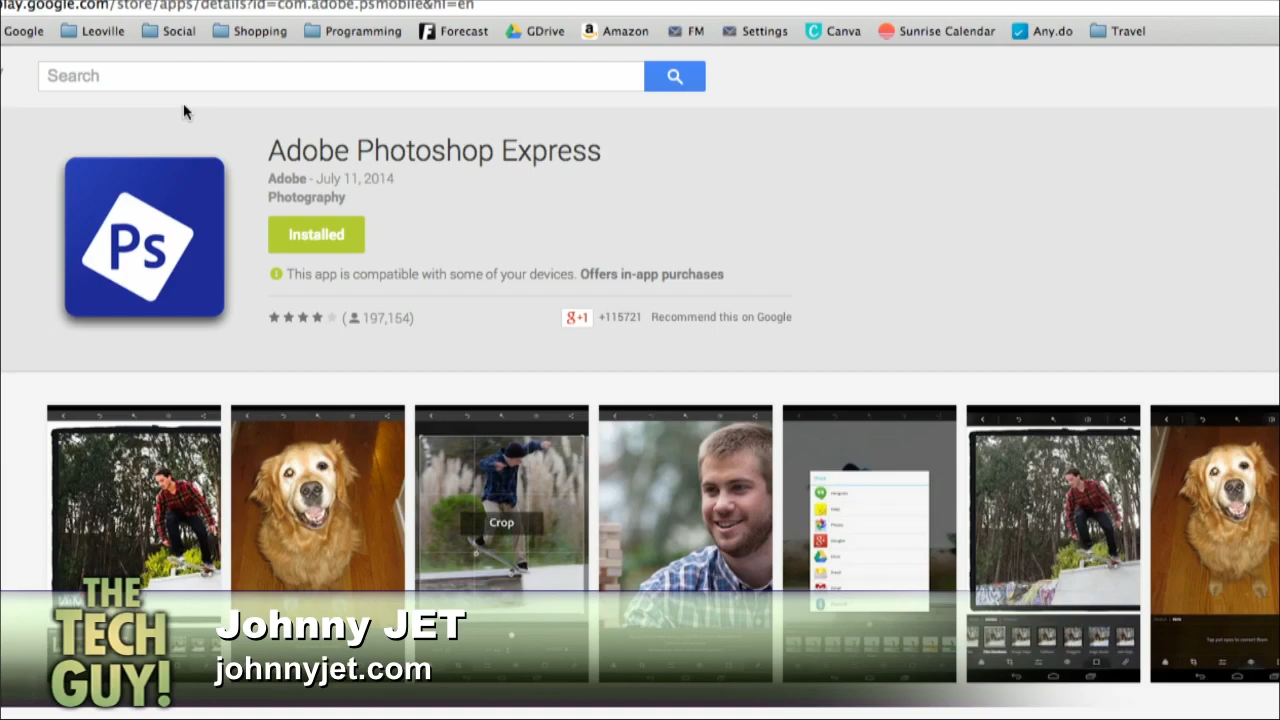 play.google.com/store/apps/details?id=com.adobe.psmobile&hl=en
Google Leoville Social Shopping Programming Forecast GDrive Amazon FM Settings Canva Sunrise Calendar Any.do Travel
Search
Adobe Photoshop Express
Adobe - July 11, 2014
Photography
Installed
This app is compatible with some of your devices. Offers in-app purchases
(197,154)
g+1 +115721 Recommend this on Google
Ps
Crop
THE
TECH
GUY!
Johnny JET
johnnyjet.com